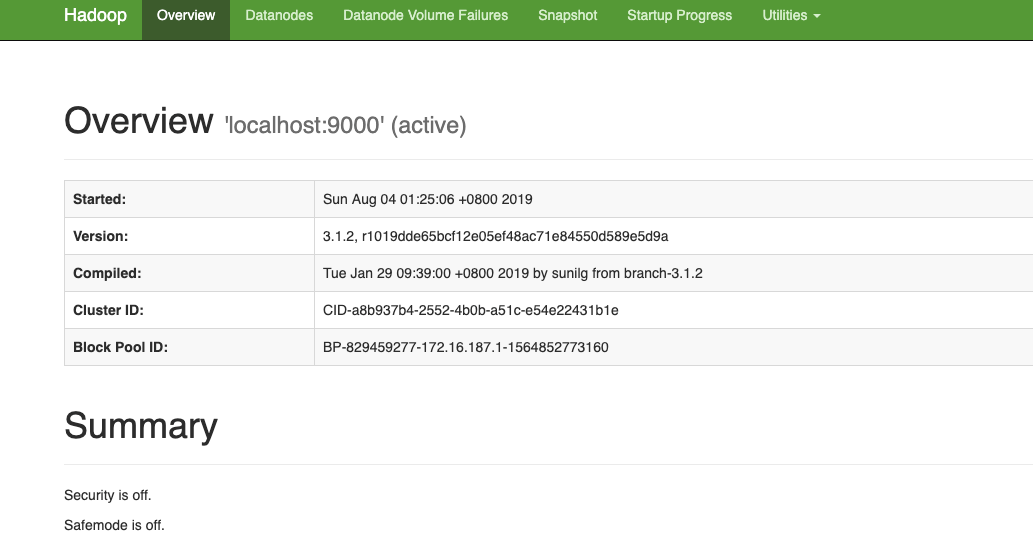 Hadoop Overview Datanodes Datanode Volume Failures Snapshot Startup Progress Utilities
Overview 'localhost:9000' (active)
Started: Sun Aug 04 01:25:06 +0800 2019
Version: 3.1.2, r1019dde65bcf12e05ef48ac71e84550d589e5d9a
Compiled: Tue Jan 29 09:39:00 +0800 2019 by sunilg from branch-3.1.2
Cluster ID: CID-a8b937b4-2552-4b0b-a51c-e54e22431b1e
Block Pool ID: BP-829459277-172.16.187.1-1564852773160
Summary
Security is off.
Safemode is off.